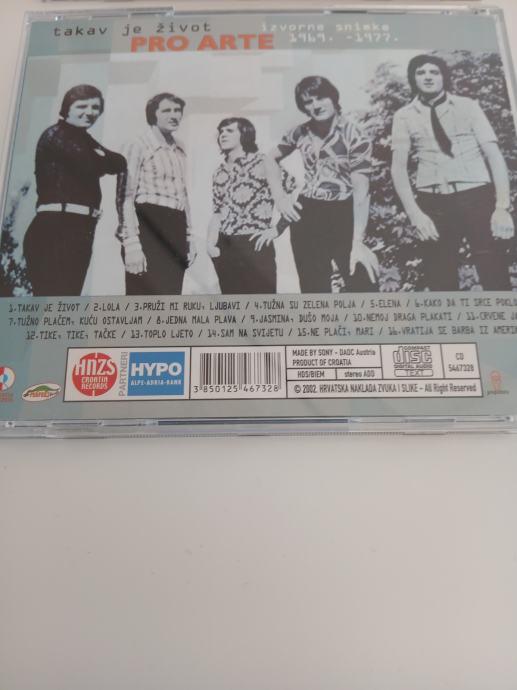 takav je život
PRO ARTE
izvorne snimke
1969. -1977.
1.TAKAV JE ŽIVOT / 2.LOLA / 3.PRUŽI MI RUKU, LJUBAVI / 4.TUŽNA SU ZELENA POLJA / 5.ELENA / 6.KAKO DA TI SRCE POKLO
7.TUŽNO PLAČEM, KUĆU OSTAVLJAM / 8.JEDNA MALA PLAVA / 9.JASMINA, DUŠO MOJA / 10.NEMOJ DRAGA PLAKATI / 11.CRVENE JA
12.TIKE, TIKE, TAČKE / 13.TOPLO LJETO / 14.SAM NA SVIJETU / 15.NE PLAČI, MARI / 16.VRATIJA SE BARBA IZ AMERI
HNZS
CROATIA
RECORDS
PARTNERI
HYPO
ALPE-ADRIA-BANK
3 850125 467328
MADE BY SONY - DADC Austria
PRODUCT OF CROATIA
HDS/BIEM
stereo ADD
COMPACT
disc
DIGITAL AUDIO
TEXT
CD
5467328
© 2002. HRVATSKA NAKLADA ZVUKA I SLIKE - All Right Reserved